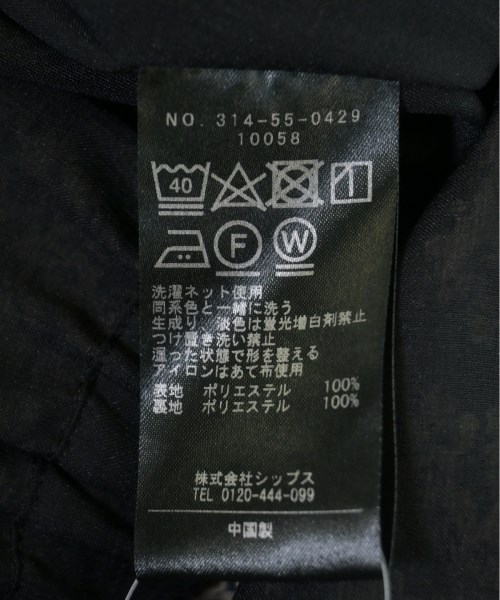 NO. 314-55-0429
10058
40
F W
洗濯ネット使用
同系色と一緒に洗う
生成り、淡色は蛍光増白剤禁止
つけ置き洗い禁止
湿った状態で形を整える
アイロンはあて布使用
表地 ポリエステル 100%
裏地 ポリエステル 100%
株式会社シップス
TEL 0120-444-099
中国製